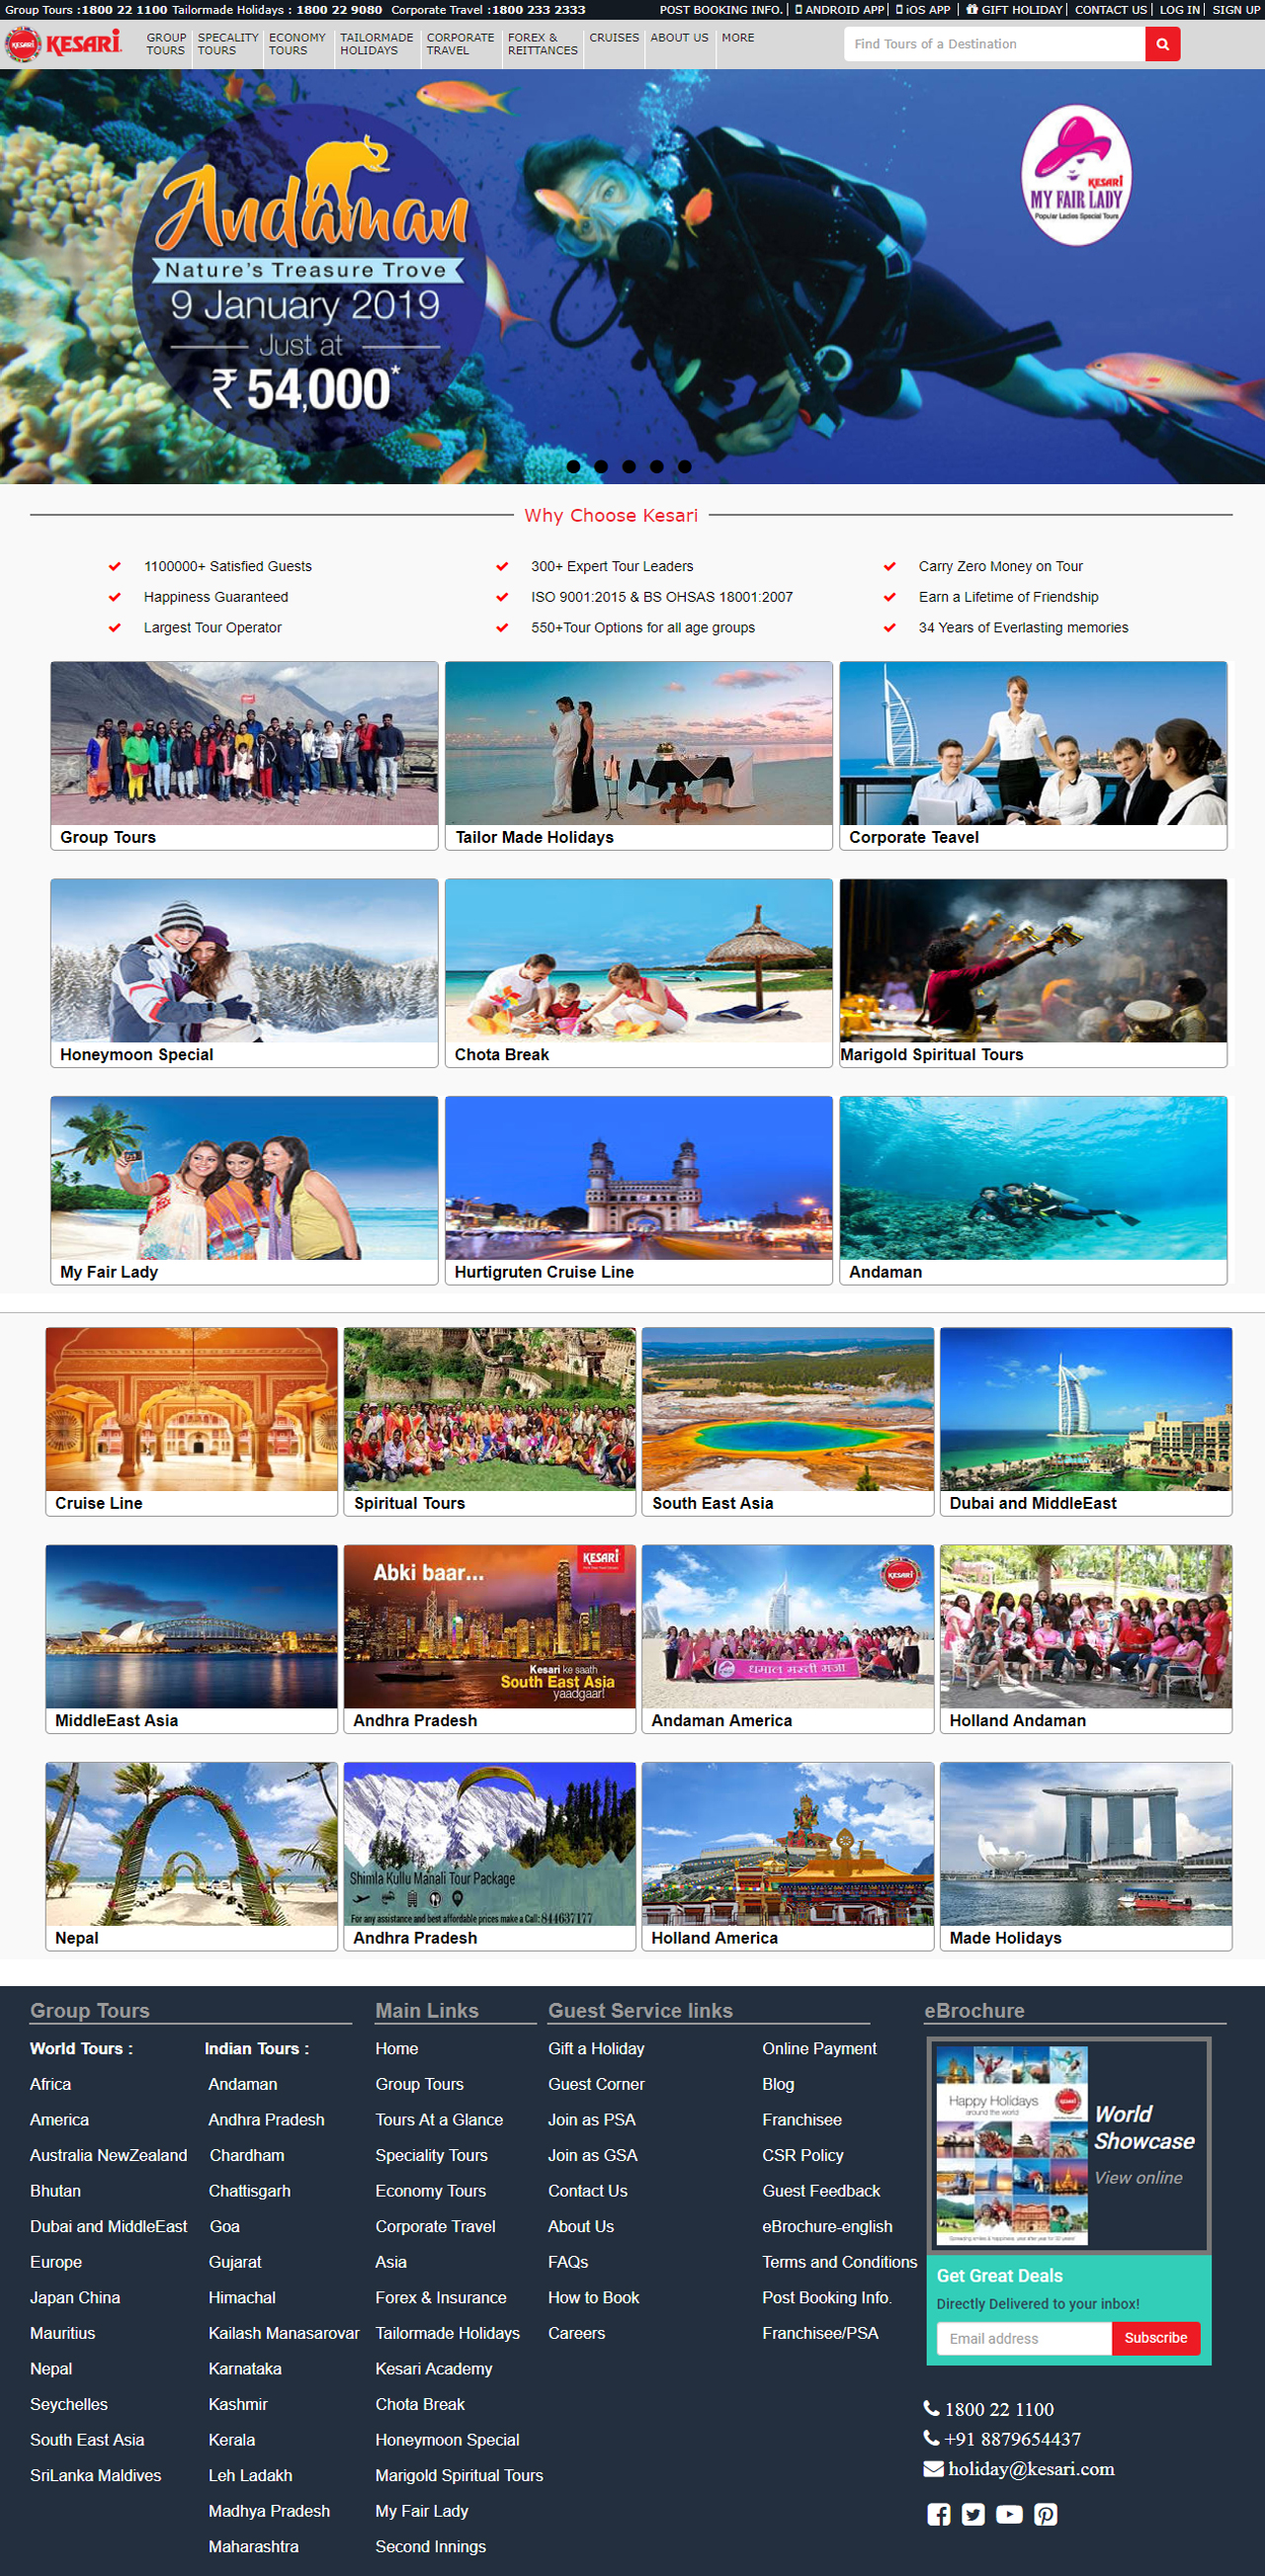 Group Tours :1800 22 1100 Tailormade Holidays : 1800 22 9080 Corporate Travel :1800 233 2333 POST BOOKING INFO. | ANDROID APP | iOS APP | GIFT HOLIDAY | CONTACT US | LOG IN | SIGN UP
KESARI
GROUP TOURS
SPECALITY TOURS
ECONOMY TOURS
TAILORMADE HOLIDAYS
CORPORATE TRAVEL
FOREX & REITTANCES
CRUISES
ABOUT US
MORE
Find Tours of a Destination
Andaman
Nature's Treasure Trove
9 January 2019
Just at
₹ 54,000*
KESARI
MY FAIR LADY
Popular Ladies Special Tours
Why Choose Kesari
1100000+ Satisfied Guests
300+ Expert Tour Leaders
Carry Zero Money on Tour
Happiness Guaranteed
ISO 9001:2015 & BS OHSAS 18001:2007
Earn a Lifetime of Friendship
Largest Tour Operator
550+Tour Options for all age groups
34 Years of Everlasting memories
Group Tours
Tailor Made Holidays
Corporate Teavel
Honeymoon Special
Chota Break
Marigold Spiritual Tours
My Fair Lady
Hurtigruten Cruise Line
Andaman
Cruise Line
Spiritual Tours
South East Asia
Dubai and MiddleEast
KESARI
Abki baar...
Kesari ke saath
South East Asia
yaadgaar!
KESARI
धमाल मस्ती मजा
MiddleEast Asia
Andhra Pradesh
Andaman America
Holland Andaman
Shimla Kullu Manali Tour Package
For any assistance and best affordable prices make a Call: 844637177
Nepal
Andhra Pradesh
Holland America
Made Holidays
Group Tours
World Tours :
Africa
America
Australia NewZealand
Bhutan
Dubai and MiddleEast
Europe
Japan China
Mauritius
Nepal
Seychelles
South East Asia
SriLanka Maldives
Indian Tours :
Andaman
Andhra Pradesh
Chardham
Chattisgarh
Goa
Gujarat
Himachal
Kailash Manasarovar
Karnataka
Kashmir
Kerala
Leh Ladakh
Madhya Pradesh
Maharashtra
Main Links
Home
Group Tours
Tours At a Glance
Speciality Tours
Economy Tours
Corporate Travel
Asia
Forex & Insurance
Tailormade Holidays
Kesari Academy
Chota Break
Honeymoon Special
Marigold Spiritual Tours
My Fair Lady
Second Innings
Guest Service links
Gift a Holiday
Guest Corner
Join as PSA
Join as GSA
Contact Us
About Us
FAQs
How to Book
Careers
Online Payment
Blog
Franchisee
CSR Policy
Guest Feedback
eBrochure-english
Terms and Conditions
Post Booking Info.
Franchisee/PSA
eBrochure
Happy Holidays
around the world
World Showcase
View online
Get Great Deals
Directly Delivered to your inbox!
Email address
Subscribe
1800 22 1100
+91 8879654437
holiday@kesari.com